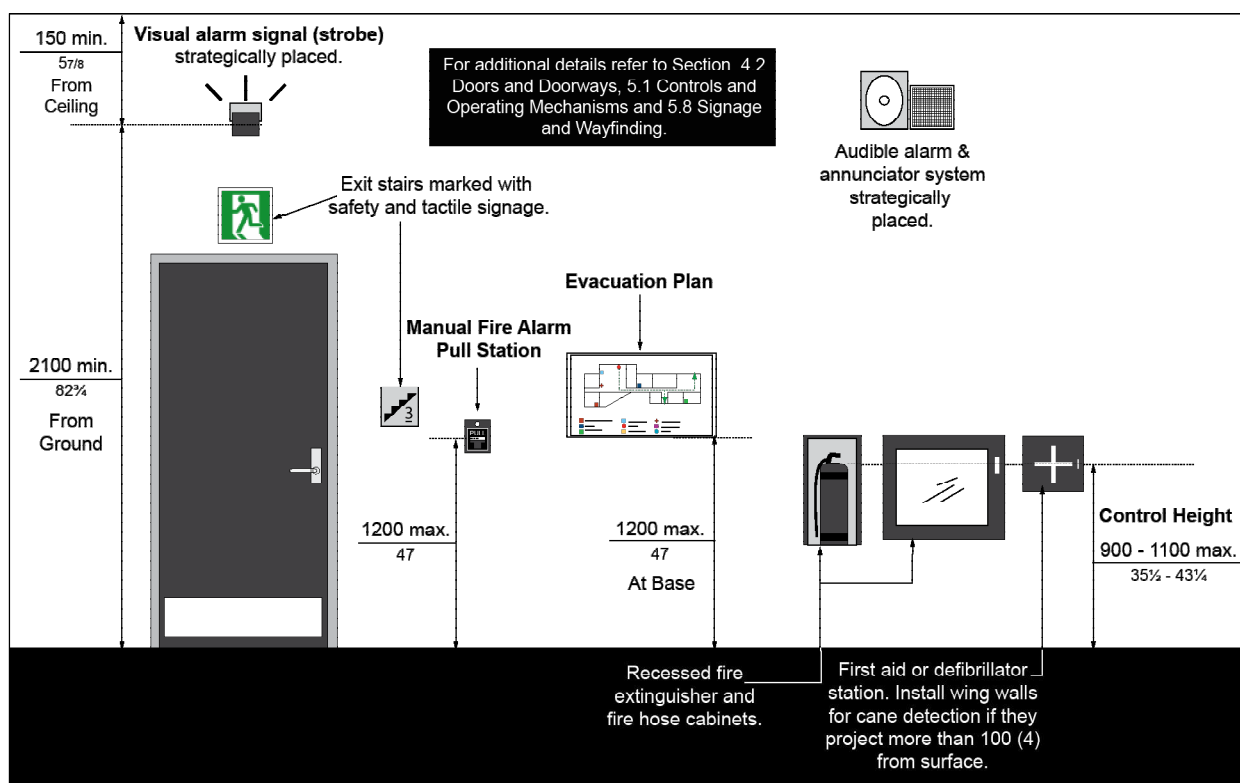 150 min.
5 7/8
From
Ceiling
Visual alarm signal (strobe)
strategically placed.
For additional details refer to Section 4.2
Doors and Doorways, 5.1 Controls and
Operating Mechanisms and 5.8 Signage
and Wayfinding.
Audible alarm &
annunciator system
strategically
placed.
Exit stairs marked with
safety and tactile signage.
2100 min.
82¾
From
Ground
3
Manual Fire Alarm
Pull Station
PULL
1200 max.
47
Evacuation Plan
1200 max.
47
At Base
Control Height
900 - 1100 max.
35½ - 43¼
Recessed fire
extinguisher and
fire hose cabinets.
First aid or defibrillator
station. Install wing walls
for cane detection if they
project more than 100 (4)
from surface.